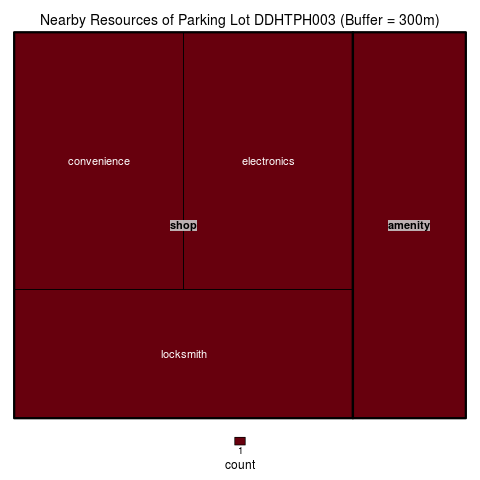 Nearby Resources of Parking Lot DDHTPH003 (Buffer = 300m)
convenience
electronics
shop
amenity
locksmith
1
count